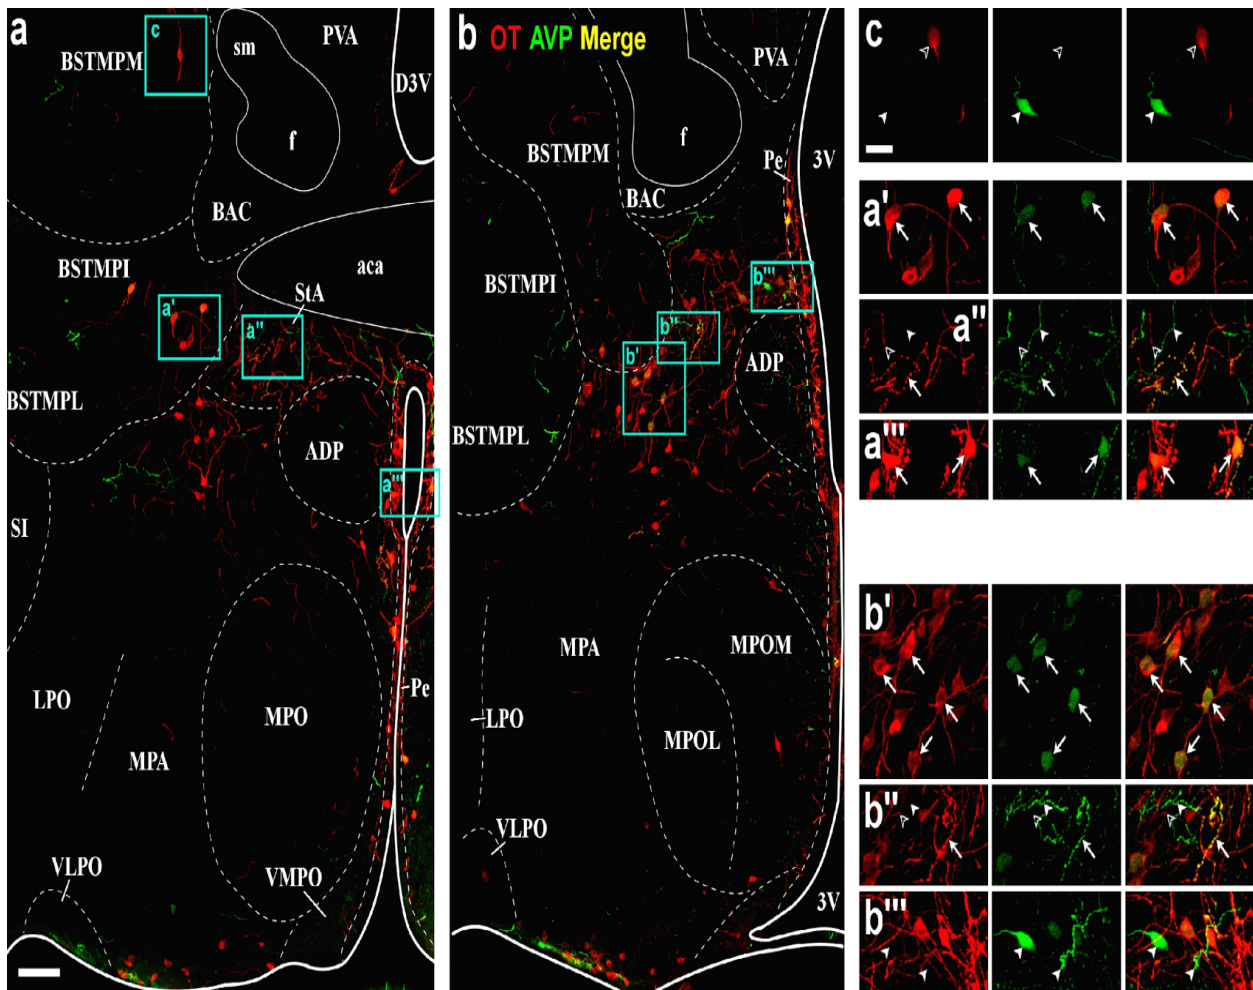 a
c
sm
PVA
BSTMPM
D3V
f
BAC
BSTMPI
aca
StA
a'
a''
BSTMPL
ADP
a'''
SI
Pe
LPO
MPO
MPA
VLPO
VMPO
b OT AVP Merge
PVA
BSTMPM
f
Pe
3V
BAC
BSTMPI
b'''
b''
b'
ADP
BSTMPL
MPA
MPOM
LPO
MPOL
VLPO
3V
c
a'
a''
a'''
b'
b''
b'''